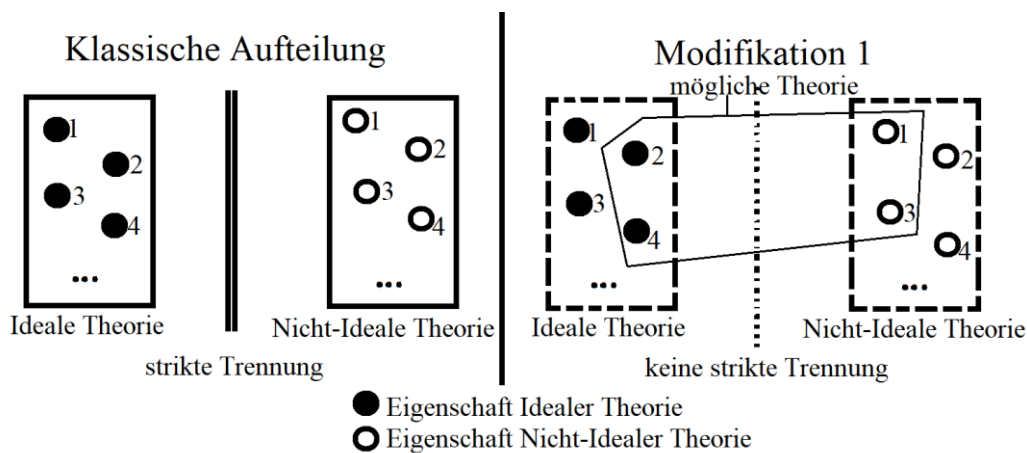 Klassische Aufteilung
1
2
3
4
...
Ideale Theorie
1
2
3
4
...
Nicht-Ideale Theorie
strikte Trennung
Modifikation 1
mögliche Theorie
1
2
3
4
...
Ideale Theorie
1
2
3
4
...
Nicht-Ideale Theorie
keine strikte Trennung
Eigenschaft Idealer Theorie
Eigenschaft Nicht-Idealer Theorie